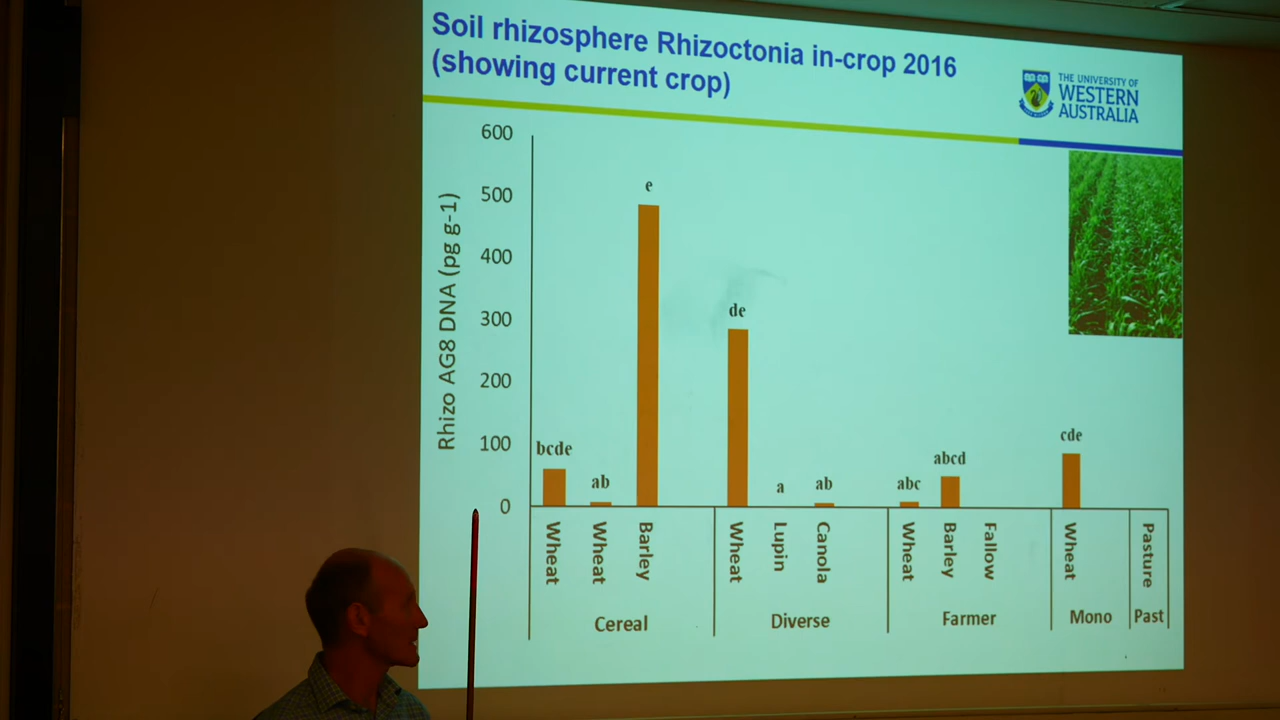 Soil rhizosphere Rhizoctonia in-crop 2016
(showing current crop)
THE UNIVERSITY OF
WESTERN
AUSTRALIA
Rhizo AG8 DNA (pg g-1)
600
500
400
300
200
100
0
bcde
ab
e
de
a
ab
abc
abcd
cde
Wheat
Wheat
Barley
Wheat
Lupin
Canola
Wheat
Barley
Fallow
Wheat
Pasture
Cereal
Diverse
Farmer
Mono
Past